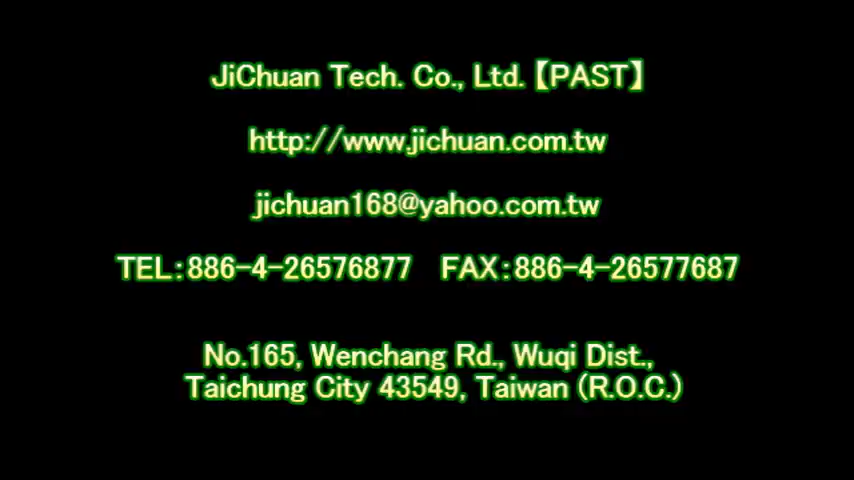 JiChuan Tech. Co., Ltd.【PAST】
http://www.jichuan.com.tw
jichuan168@yahoo.com.tw
TEL:886-4-26576877  FAX:886-4-26577687
No.165, Wenchang Rd., Wuqi Dist.,
Taichung City 43549, Taiwan (R.O.C.)